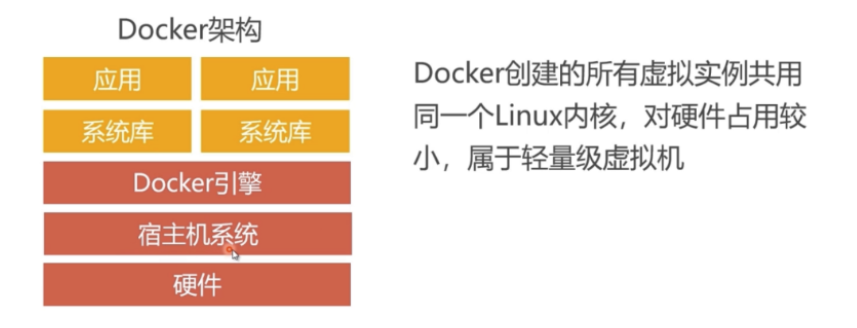 Docker架构
应用 应用
系统库 系统库
Docker引擎
宿主机系统
硬件
Docker创建的所有虚拟实例共用
同一个Linux内核，对硬件占用较
小，属于轻量级虚拟机